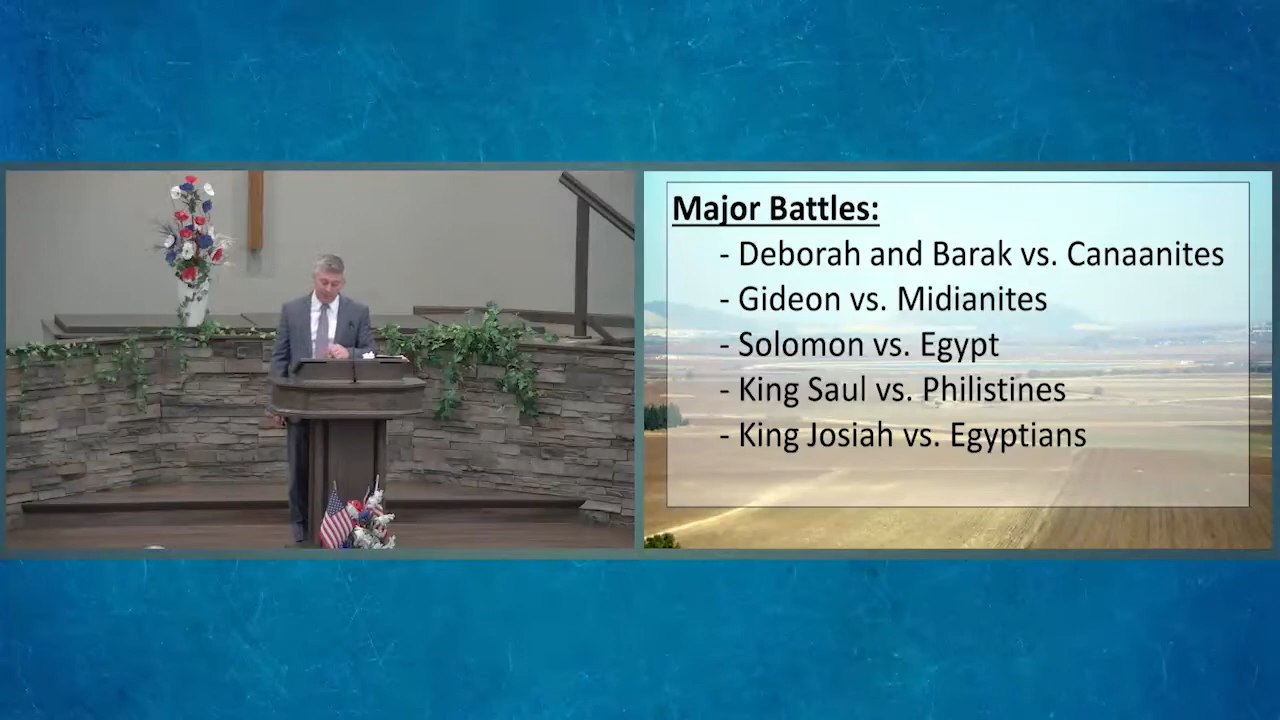 Major Battles:
- Deborah and Barak vs. Canaanites
- Gideon vs. Midianites
- Solomon vs. Egypt
- King Saul vs. Philistines
- King Josiah vs. Egyptians